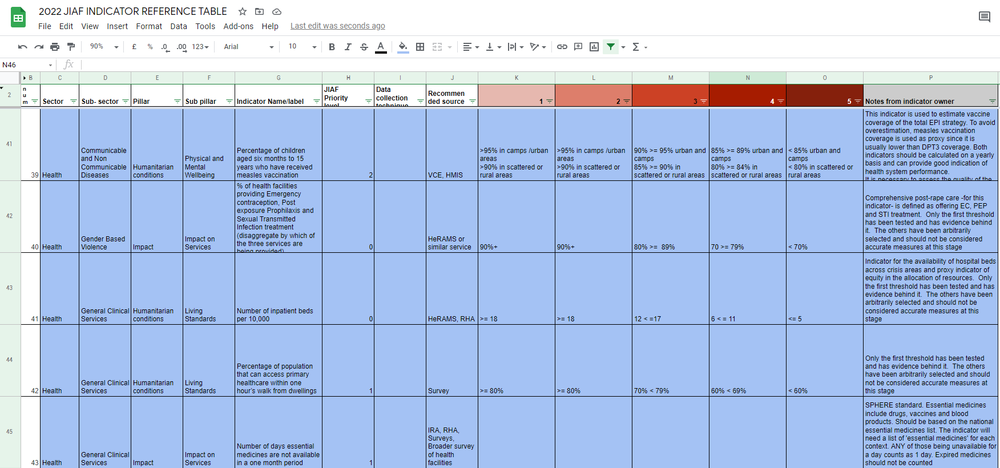 2022 JIAF INDICATOR REFERENCE TABLE
File Edit View Insert Format Data Tools Add-ons Help Last edit was seconds ago
90% £ % .0 .00 123 Arial 10 B I S A
N46 fx
B C D E F G H I J K L M N O P
2
n
u
m
Sector
Sub- sector
Pillar
Sub pillar
Indicator Name/label
JIAF
Priority
level
Data
collection
technique
Recommen
ded source
1
2
3
4
5
Notes from indicator owner
41
39
Health
Communicable
and Non
Communicable
Diseases
Humanitarian
conditions
Physical and
Mental
Wellbeing
Percentage of children
aged six months to 15
years who have received
measles vaccination
2
VCE, HMIS
>95% in camps /urban
areas
>90% in scattered or
rural areas
>95% in camps /urban
areas
>90% in scattered or
rural areas
90% >= 95% urban and
camps
85% >= 90% in
scattered or rural areas
85% >= 89% urban and
camps
80% >= 84% in
scattered or rural areas
< 85% urban and
camps
< 80% in scattered or
rural areas
This indicator is used to estimate vaccine
coverage of the total EPI strategy. To avoid
overestimation, measles vaccination
coverage is used as proxy since it is
usually lower than DPT3 coverage. Both
indicators should be calculated on a yearly
basis and can provide good indication of
health system performance.
It is necessary to assess the quality of the
42
40
Health
Gender Based
Violence
Impact
Impact on
Services
% of health facilities
providing Emergency
contraception, Post
exposure Prophilaxis and
Sexual Transmitted
Infection treatment
(disaggregate by which of
the three services are
being provided)
0
HeRAMS or
similar service
90%+
90%+
80% >=  89%
70 >= 79%
< 70%
Comprehensive post-rape care -for this
indicator- is defined as offering EC, PEP
and STI treatment.  Only the first threshold
has been tested and has evidence behind
it.  The others have been arbitrarily
selected and should not be considered
accurate measures at this stage
43
41
Health
General Clinical
Services
Humanitarian
conditions
Living
Standards
Number of inpatient beds
per 10,000
0
HeRAMS, RHA
>= 18
>= 18
12 < =17
6 < = 11
<= 5
Indicator for the availability of hospital beds
across crisis areas and proxy indicator of
equity in the allocation of resources.  Only
the first threshold has been tested and has
evidence behind it.  The others have been
arbitrarily selected and should not be
considered accurate measures at this
stage
44
42
Health
General Clinical
Services
Humanitarian
conditions
Living
Standards
Percentage of population
that can access primary
healthcare within one
hour's walk from dwellings
1
Survey
>= 80%
>= 80%
70% < 79%
60% < 69%
< 60%
Only the first threshold has been tested
and has evidence behind it.  The others
have been arbitrarily selected and should
not be considered accurate measures at
this stage
45
43
Health
General Clinical
Services
Impact
Impact on
Services
Number of days essential
medicines are not available
in a one month period
1
IRA, RHA,
Surveys,
Broader survey
of health
facilities
SPHERE standard. Essential medicines
include drugs, vaccines and blood
products. Should be based on the national
essential medicines list. The indicator will
need a list of 'essential medicines' for each
context. ANY of those being unavailable for
a day counts as 1 day. Expired medicines
should not be counted